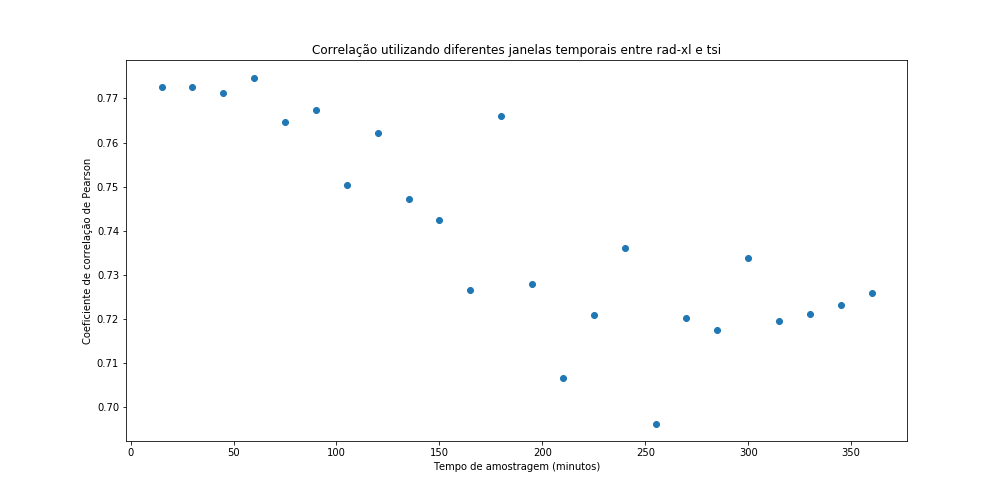 Correlação utilizando diferentes janelas temporais entre rad-xl e tsi
Coeficiente de correlação de Pearson
0.77
0.76
0.75
0.74
0.73
0.72
0.71
0.70
0 50 100 150 200 250 300 350
Tempo de amostragem (minutos)